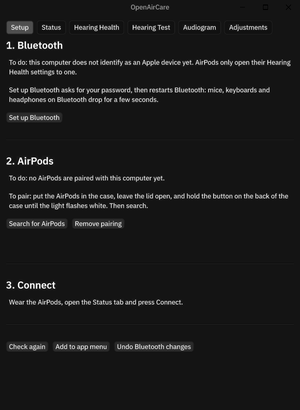 OpenAirCare
Setup Status Hearing Health Hearing Test Audiogram Adjustments
1. Bluetooth
To do: this computer does not identify as an Apple device yet. AirPods only open their Hearing
Health settings to one.
Set up Bluetooth asks for your password, then restarts Bluetooth: mice, keyboards and
headphones on Bluetooth drop for a few seconds.
Set up Bluetooth
2. AirPods
To do: no AirPods are paired with this computer yet.
To pair: put the AirPods in the case, leave the lid open, and hold the button on the back of the
case until the light flashes white. Then search.
Search for AirPods Remove pairing
3. Connect
Wear the AirPods, open the Status tab and press Connect.
Check again Add to app menu Undo Bluetooth changes